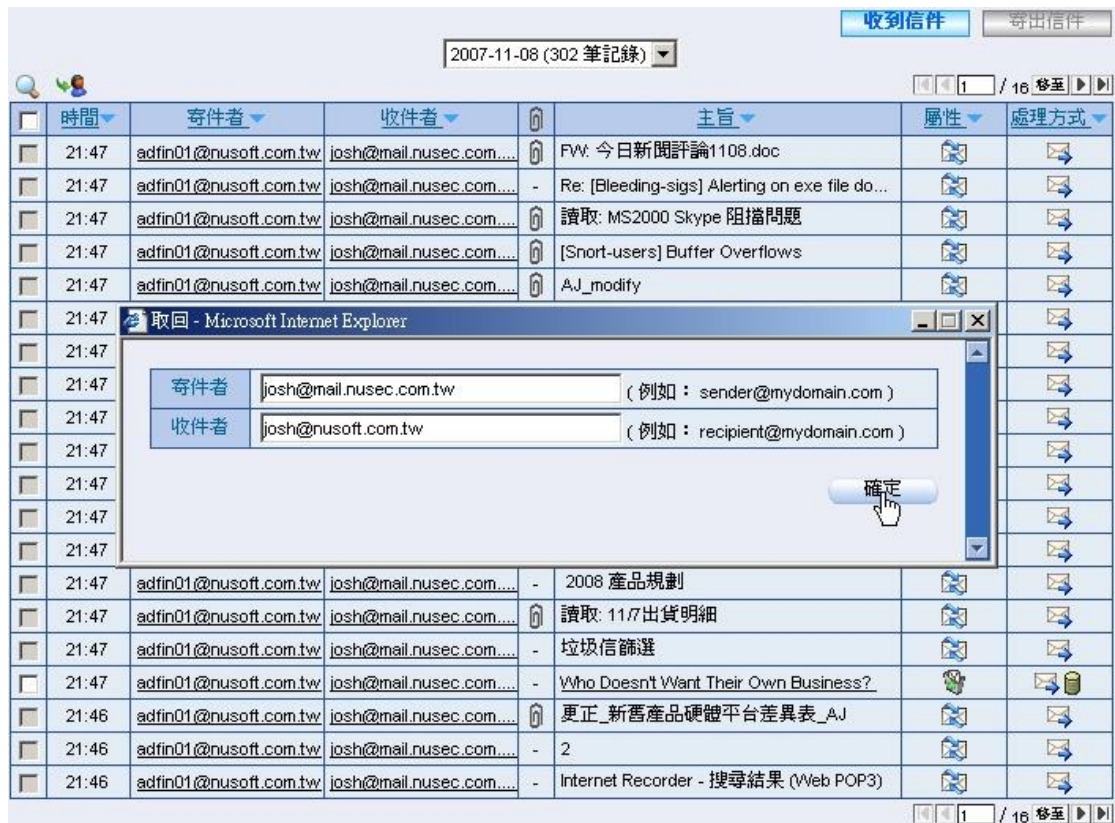 收到信件 寄出信件
2007-11-08 (302 筆記錄)
1 / 16 移至
時間 寄件者 收件者 主旨 屬性 處理方式
21:47 adfin01@nusoft.com.tw josh@mail.nusec.com.... FW: 今日新聞評論1108.doc
21:47 adfin01@nusoft.com.tw josh@mail.nusec.com.... - Re: [Bleeding-sigs] Alerting on exe file do...
21:47 adfin01@nusoft.com.tw josh@mail.nusec.com.... 讀取: MS2000 Skype 阻擋問題
21:47 adfin01@nusoft.com.tw josh@mail.nusec.com.... [Snort-users] Buffer Overflows
21:47 adfin01@nusoft.com.tw josh@mail.nusec.com.... AJ_modify
21:47
取回 - Microsoft Internet Explorer
21:47
21:47
寄件者 josh@mail.nusec.com.tw ( 例如： sender@mydomain.com )
21:47
收件者 josh@nusoft.com.tw ( 例如： recipient@mydomain.com )
21:47
21:47
確定
21:47
21:47
21:47 adfin01@nusoft.com.tw josh@mail.nusec.com.... - 2008 產品規劃
21:47 adfin01@nusoft.com.tw josh@mail.nusec.com.... 讀取: 11/7出貨明細
21:47 adfin01@nusoft.com.tw josh@mail.nusec.com.... - 垃圾信篩選
21:47 adfin01@nusoft.com.tw josh@mail.nusec.com.... - Who Doesn't Want Their Own Business?
21:46 adfin01@nusoft.com.tw josh@mail.nusec.com.... 更正_新舊產品硬體平台差異表_AJ
21:46 adfin01@nusoft.com.tw josh@mail.nusec.com.... - 2
21:46 adfin01@nusoft.com.tw josh@mail.nusec.com.... - Internet Recorder - 搜尋結果 (Web POP3)
1 / 16 移至